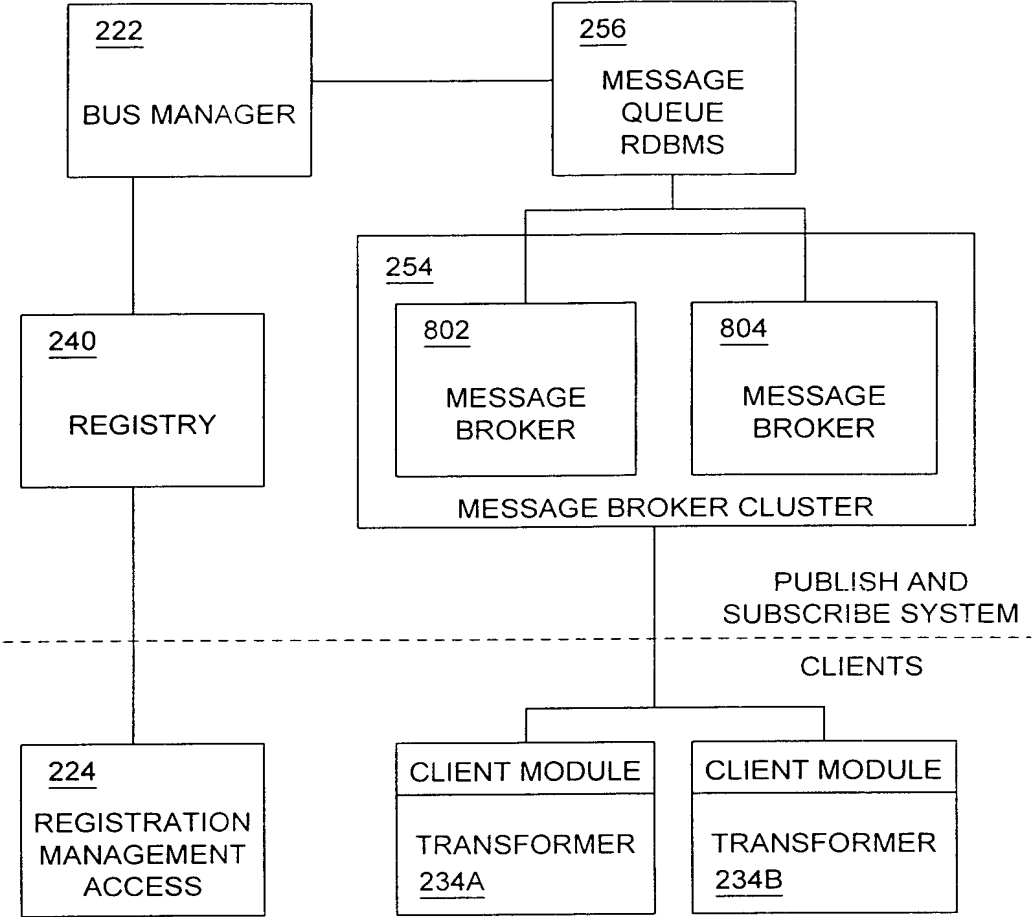 222
BUS MANAGER
256
MESSAGE
QUEUE
RDBMS
254
802
MESSAGE
BROKER
804
MESSAGE
BROKER
MESSAGE BROKER CLUSTER
240
REGISTRY
PUBLISH AND
SUBSCRIBE SYSTEM
CLIENTS
224
REGISTRATION
MANAGEMENT
ACCESS
CLIENT MODULE
TRANSFORMER
234A
CLIENT MODULE
TRANSFORMER
234B